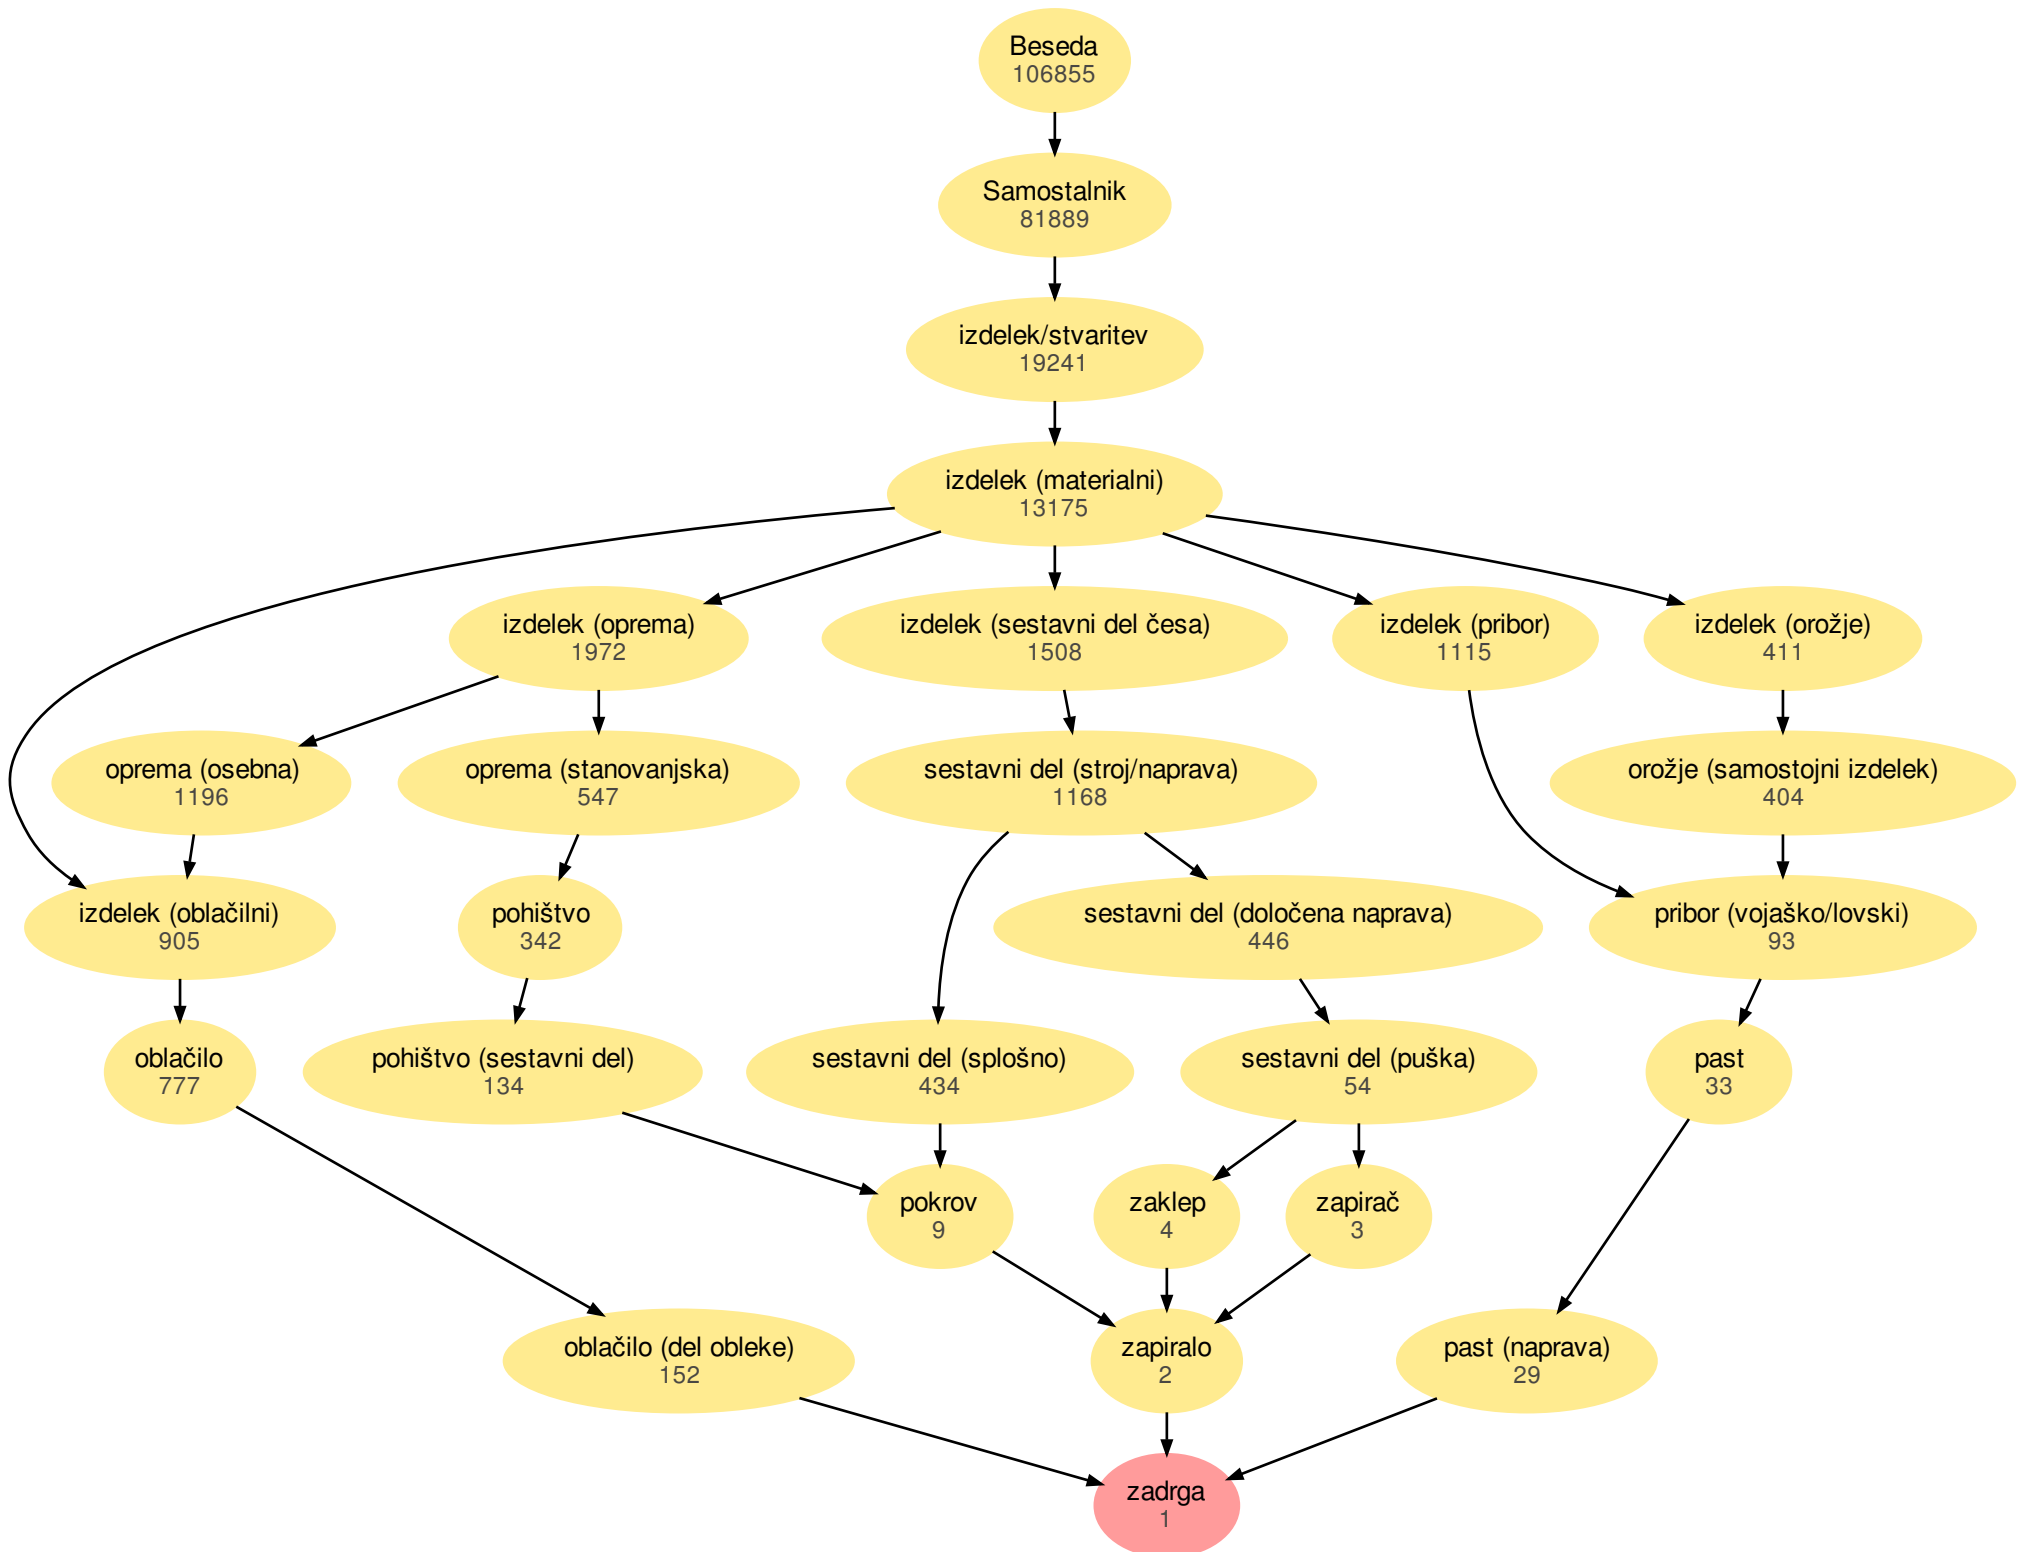 Beseda
106855
Samostalnik
81889
izdelek/stvaritev
19241
izdelek (materialni)
13175
izdelek (oprema)
1972
izdelek (sestavni del česa)
1508
izdelek (pribor)
1115
izdelek (orožje)
411
oprema (osebna)
1196
oprema (stanovanjska)
547
sestavni del (stroj/naprava)
1168
orožje (samostojni izdelek)
404
izdelek (oblačilni)
905
pohištvo
342
sestavni del (določena naprava)
446
pribor (vojaško/lovski)
93
oblačilo
777
pohištvo (sestavni del)
134
sestavni del (splošno)
434
sestavni del (puška)
54
past
33
pokrov
9
zaklep
4
zapirač
3
oblačilo (del obleke)
152
zapiralo
2
past (naprava)
29
zadrga
1